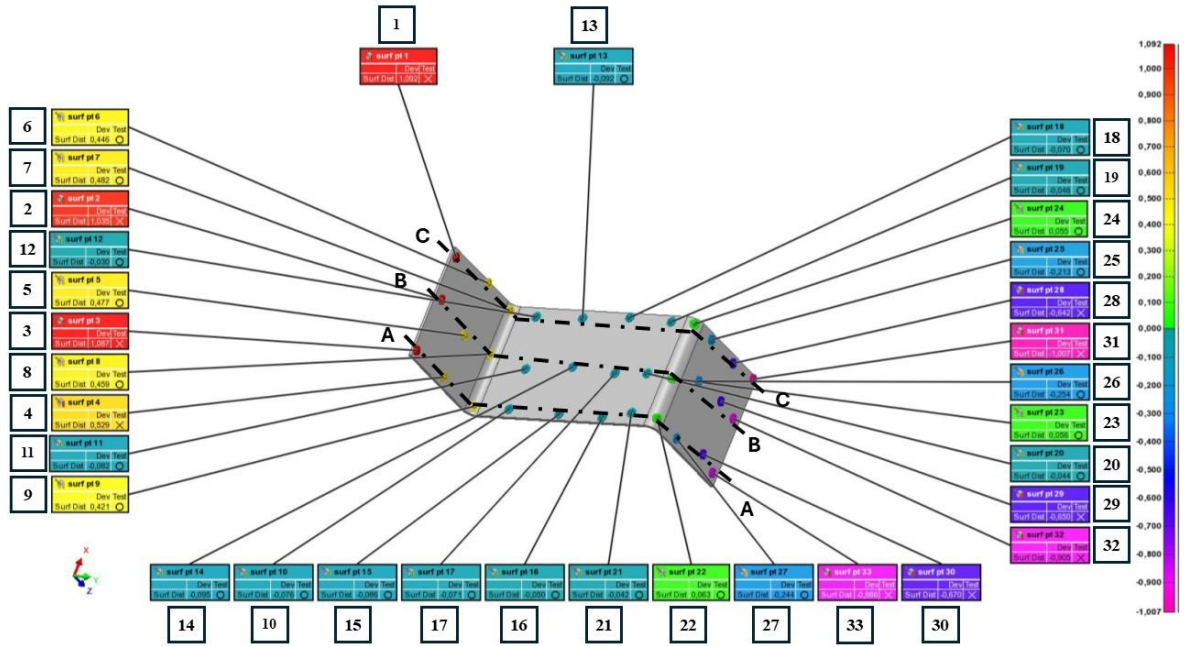 1
13
surf pt 1
Dev Test
Surf Dist 1,092
surf pt 13
Dev Test
Surf Dist -0,092
1,092
1,000
0,900
0,800
0,700
0,600
0,500
0,400
0,300
0,200
0,100
0,000
-0,100
-0,200
-0,300
-0,400
-0,500
-0,600
-0,700
-0,800
-0,900
-1,007
6
surf pt 6
Dev Test
Surf Dist 0,446
7
surf pt 7
Dev Test
Surf Dist 0,482
2
surf pt 2
Dev Test
Surf Dist 1,035
12
surf pt 12
Dev Test
Surf Dist -0,030
5
surf pt 5
Dev Test
Surf Dist 0,477
3
surf pt 3
Dev Test
Surf Dist 1,087
8
surf pt 8
Dev Test
Surf Dist 0,459
4
surf pt 4
Dev Test
Surf Dist 0,529
11
surf pt 11
Dev Test
Surf Dist -0,082
9
surf pt 9
Dev Test
Surf Dist 0,421
C
B
A
C
B
A
surf pt 18
Dev Test
Surf Dist -0,070
18
surf pt 19
Dev Test
Surf Dist -0,046
19
surf pt 24
Dev Test
Surf Dist 0,055
24
surf pt 25
Dev Test
Surf Dist -0,213
25
surf pt 28
Dev Test
Surf Dist -0,642
28
surf pt 31
Dev Test
Surf Dist -1,007
31
surf pt 26
Dev Test
Surf Dist -0,254
26
surf pt 23
Dev Test
Surf Dist 0,056
23
surf pt 20
Dev Test
Surf Dist -0,044
20
surf pt 29
Dev Test
Surf Dist -0,650
29
surf pt 32
Dev Test
Surf Dist
32
X
Y
Z
surf pt 14
Dev Test
Surf Dist -0,095
surf pt 10
Dev Test
Surf Dist -0,076
surf pt 15
Dev Test
Surf Dist -0,086
surf pt 17
Dev Test
Surf Dist -0,071
surf pt 16
Dev Test
Surf Dist -0,050
surf pt 21
Dev Test
Surf Dist -0,042
surf pt 22
Dev Test
Surf Dist 0,063
surf pt 27
Dev Test
Surf Dist -0,244
surf pt 33
Dev Test
Surf Dist
surf pt 30
Dev Test
Surf Dist -0,670
14
10
15
17
16
21
22
27
33
30